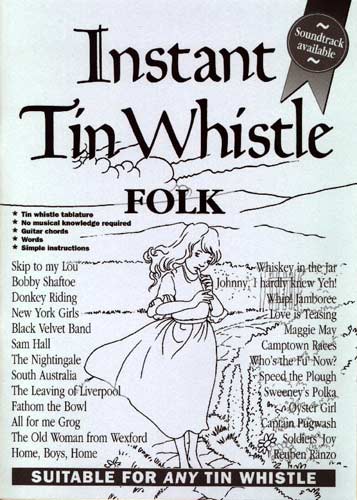 Instant
Tin Whistle
FOLK
~
Soundtrack
available
~
★ Tin whistle tablature
★ No musical knowledge required
★ Guitar chords
★ Words
★ Simple instructions
Skip to my Lou
Bobby Shaftoe
Donkey Riding
New York Girls
Black Velvet Band
Sam Hall
The Nightingale
South Australia
The Leaving of Liverpool
Fathom the Bowl
All for me Grog
The Old Woman from Wexford
Home, Boys, Home
Whiskey in the Jar
Johnny, I hardly knew Yeh!
Whip! Jamboree
Love is Teasing
Maggie May
Camptown Races
Who's the Fu' Now?
Speed the Plough
Sweeney's Polka
Oyster Girl
Captain Pugwash
Soldiers' Joy
Reuben Ranzo
SUITABLE FOR ANY TIN WHISTLE